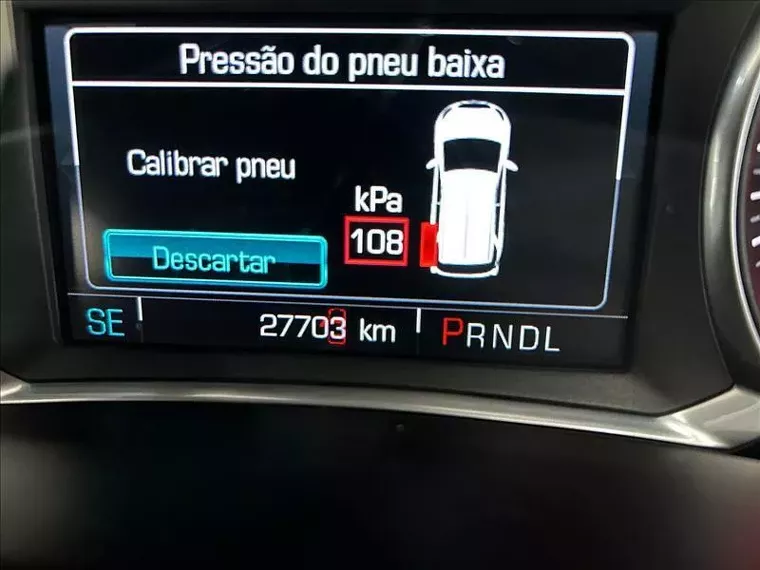 Pressão do pneu baixa
Calibrar pneu
kPa
108
Descartar
SE
27703 km
PRNDL